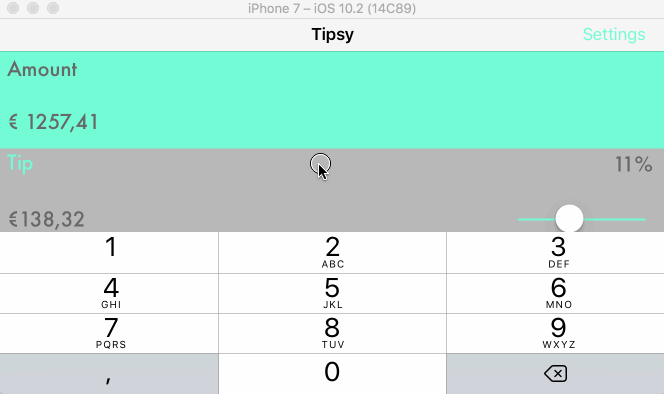 iPhone 7 – iOS 10.2 (14C89)
Tipsy
Settings
Amount
€ 1257,41
Tip
11%
€138,32
1
2
ABC
3
DEF
4
GHI
5
JKL
6
MNO
7
PQRS
8
TUV
9
WXYZ
,
0